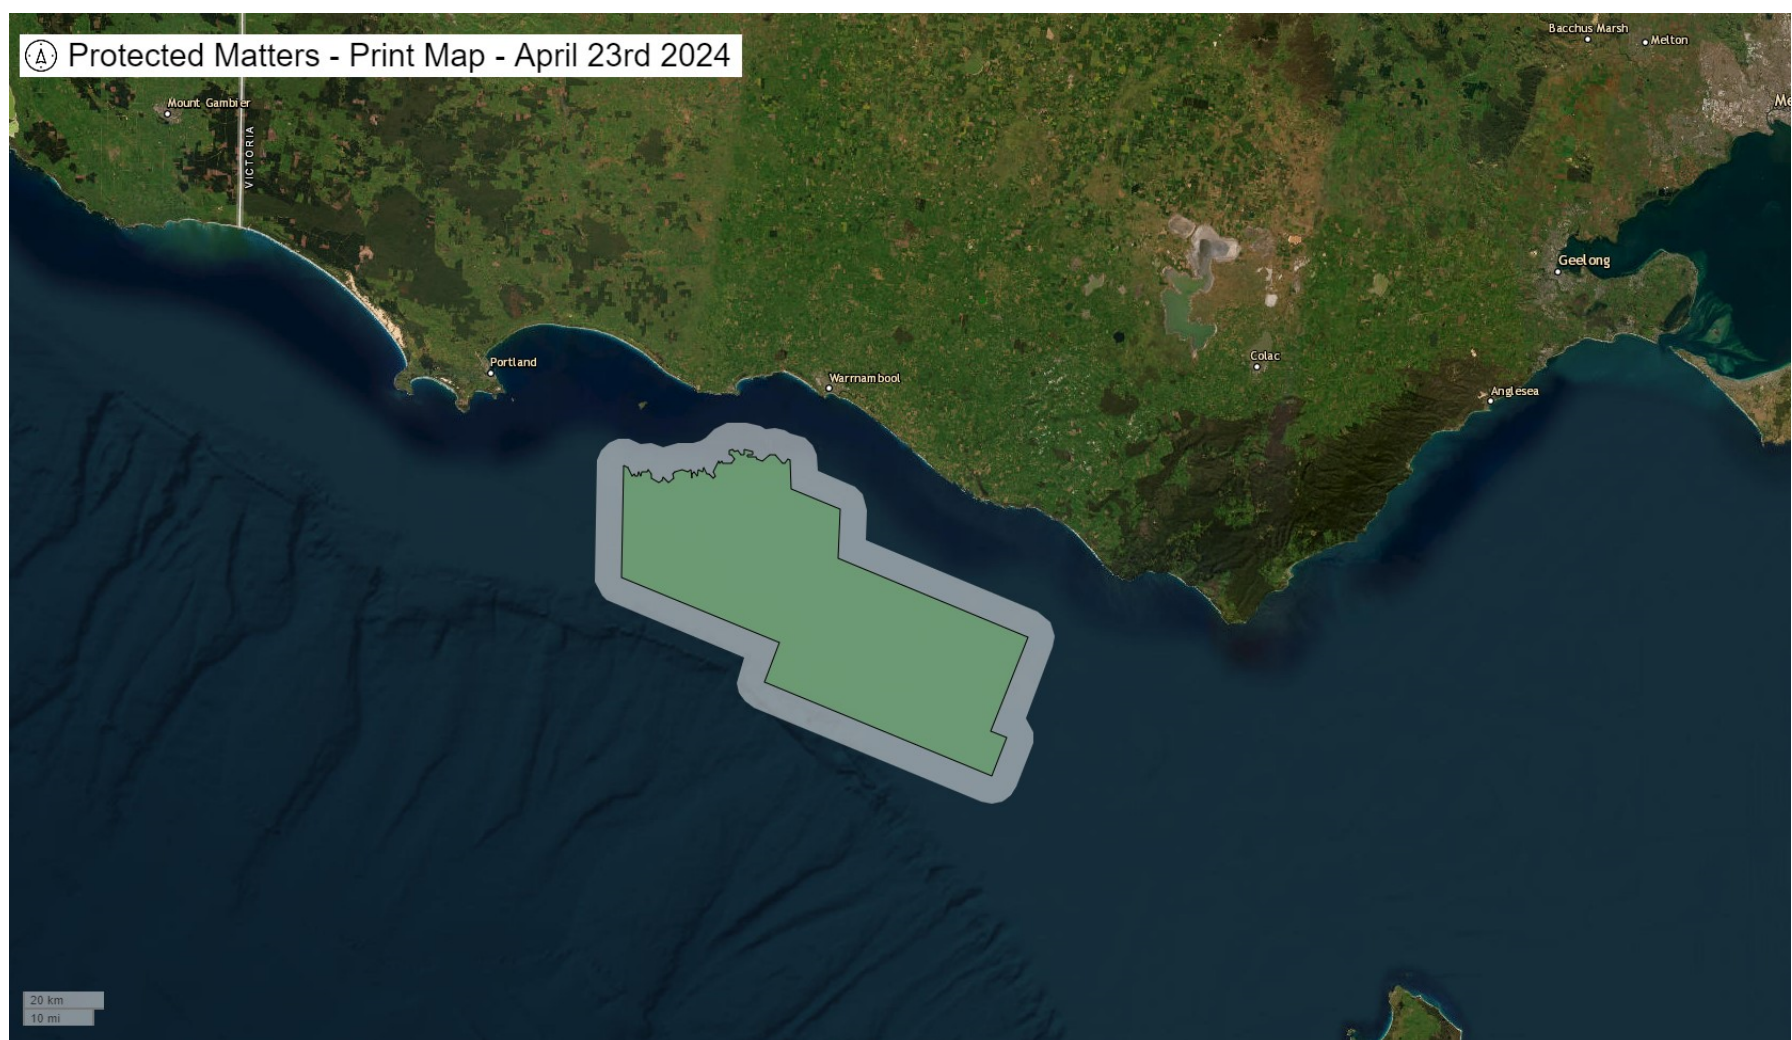 Protected Matters - Print Map - April 23rd 2024
Bacchus Marsh
Melton
Me
Mount Gambier
VICTORIA
Geelong
Portland
Colac
Warrnambool
Anglesea
20 km
10 mi